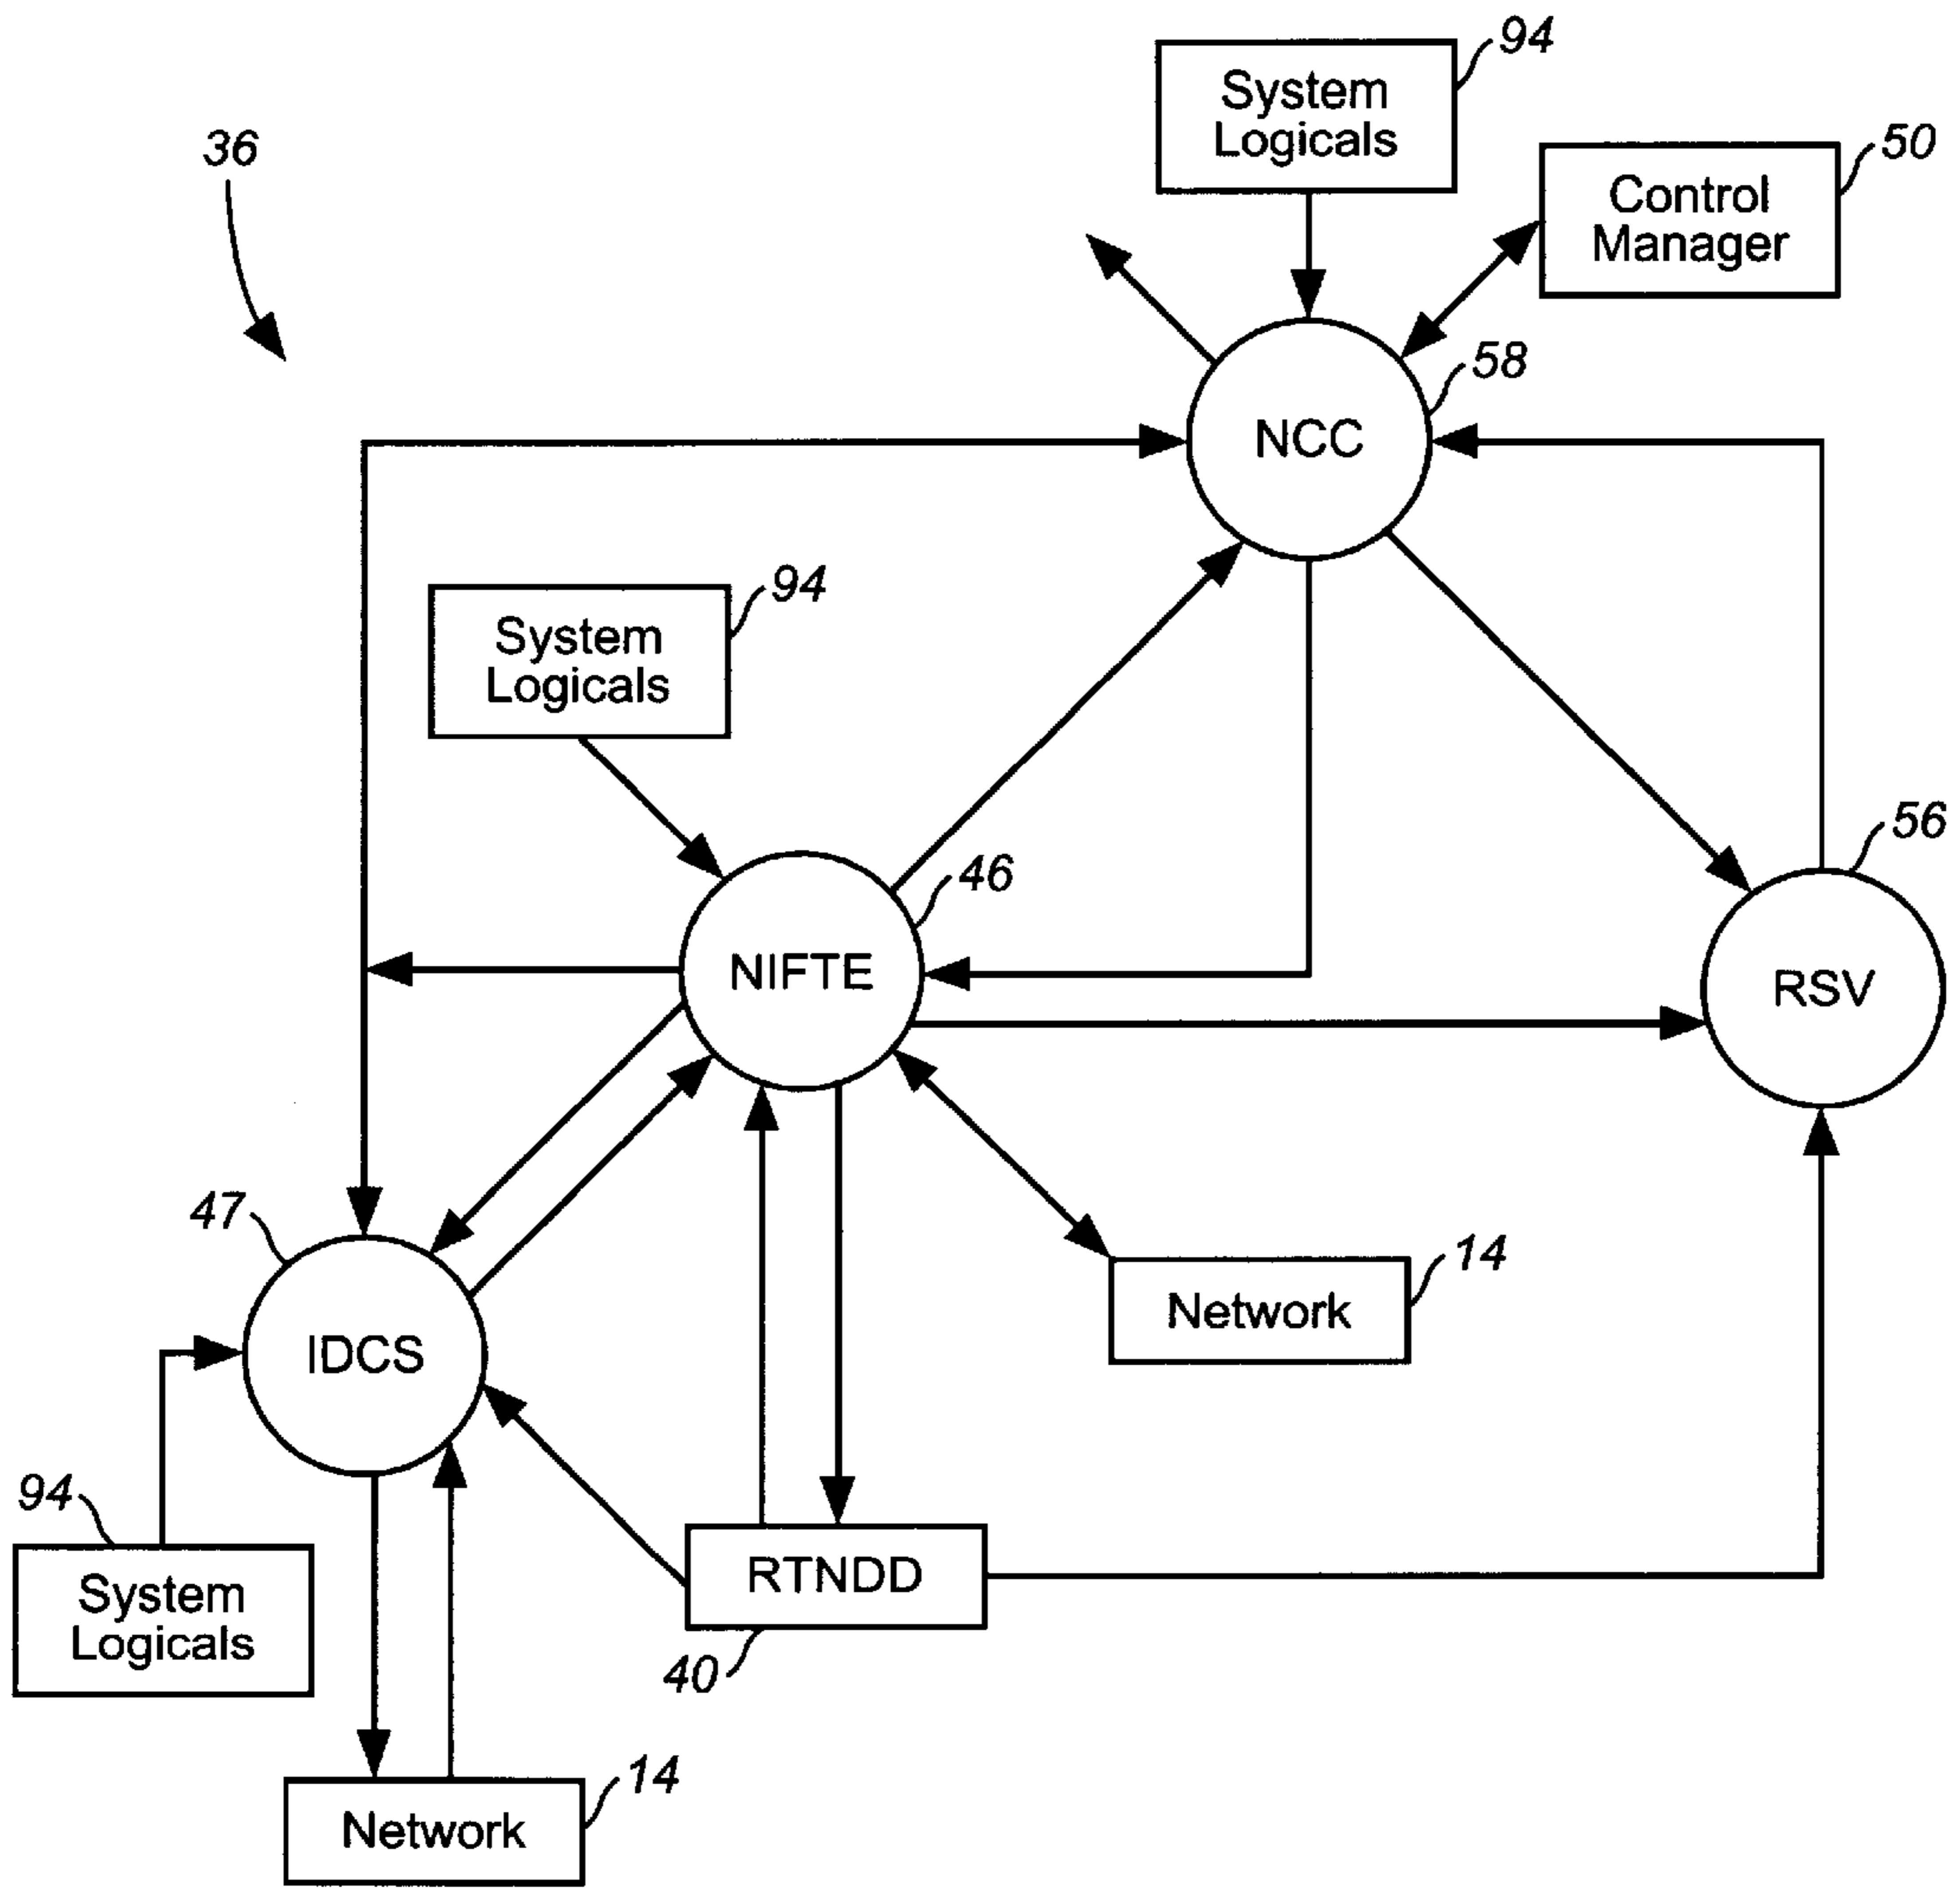 94
System
Logicals
50
Control
Manager
36
58
NCC
94
System
Logicals
56
46
NIFTE
RSV
47
14
Network
IDCS
94
System
Logicals
RTNDD
40
14
Network